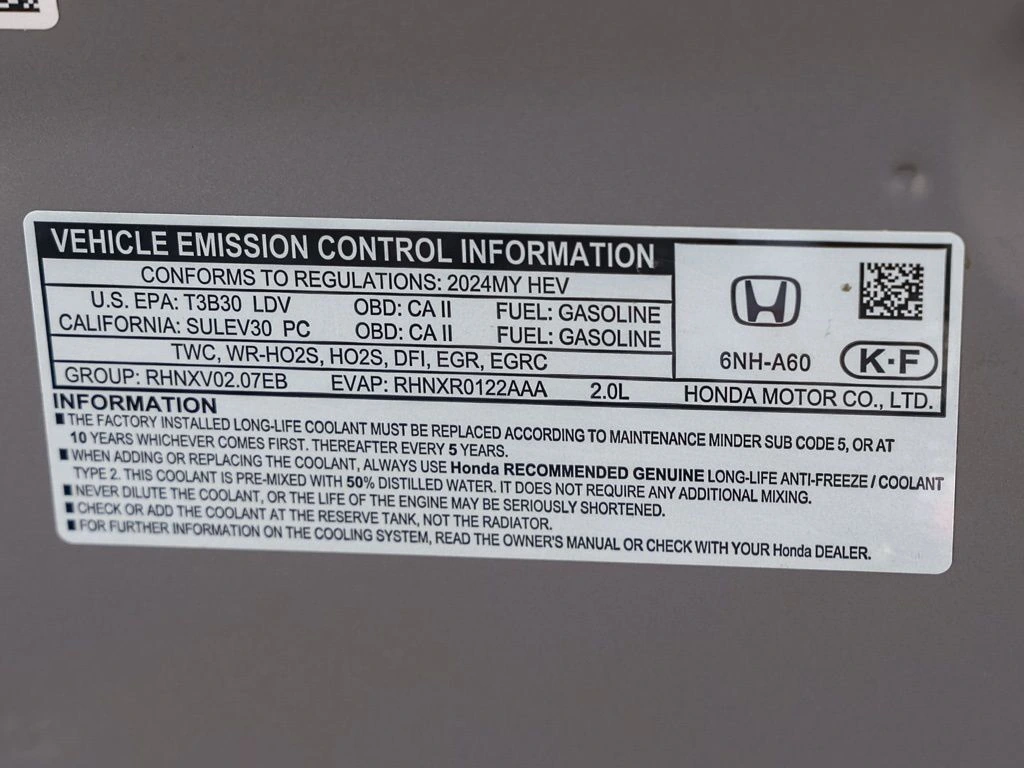 VEHICLE EMISSION CONTROL INFORMATION
CONFORMS TO REGULATIONS: 2024MY HEV
U.S. EPA: T3B30 LDV OBD: CA II FUEL: GASOLINE
CALIFORNIA: SULEV30 PC OBD: CA II FUEL: GASOLINE
TWC, WR-HO2S, HO2S, DFI, EGR, EGRC
GROUP: RHNXV02.07EB EVAP: RHNXR0122AAA 2.0L
6NH-A60 K·F
HONDA MOTOR CO., LTD.
INFORMATION
■ THE FACTORY INSTALLED LONG-LIFE COOLANT MUST BE REPLACED ACCORDING TO MAINTENANCE MINDER SUB CODE 5, OR AT
10 YEARS WHICHEVER COMES FIRST. THEREAFTER EVERY 5 YEARS.
■ WHEN ADDING OR REPLACING THE COOLANT, ALWAYS USE Honda RECOMMENDED GENUINE LONG-LIFE ANTI-FREEZE / COOLANT
TYPE 2. THIS COOLANT IS PRE-MIXED WITH 50% DISTILLED WATER. IT DOES NOT REQUIRE ANY ADDITIONAL MIXING.
■ NEVER DILUTE THE COOLANT, OR THE LIFE OF THE ENGINE MAY BE SERIOUSLY SHORTENED.
■ CHECK OR ADD THE COOLANT AT THE RESERVE TANK, NOT THE RADIATOR.
■ FOR FURTHER INFORMATION ON THE COOLING SYSTEM, READ THE OWNER'S MANUAL OR CHECK WITH YOUR Honda DEALER.